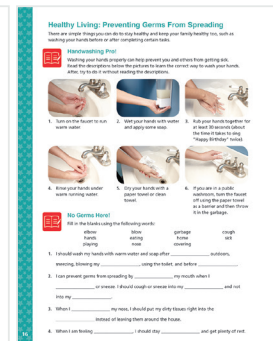 Healthy Living: Preventing Germs From Spreading
There are simple things you can do to stay healthy and keep your family healthy too, such as
washing your hands before or after completing certain tasks.
Handwashing Pro!
Washing your hands properly can help prevent you and others from getting sick.
Read the descriptions below the pictures to learn the correct way to wash your hands.
After, try to do it without reading the descriptions.
1. Turn on the faucet to run
warm water.
2. Wet your hands with water
and apply some soap.
3. Rub your hands together for
at least 30 seconds (about
the time it takes to sing
"Happy Birthday" twice).
4. Rinse your hands under
warm running water.
5. Dry your hands with a
paper towel or clean
towel.
6. If you are in a public
washroom, turn the faucet
off using the paper towel
as a barrier and then throw
it in the garbage.
No Germs Here!
Fill in the blanks using the following words:
elbow blow garbage cough
hands eating home sick
playing nose covering
1. I should wash my hands with warm water and soap after ____________ outdoors,
sneezing, blowing my ____________, using the toilet, and before ____________.
2. I can prevent germs from spreading by ____________ my mouth when I
____________ or sneeze. I should cough or sneeze into my ____________ and not
into my ____________.
3. When I ____________ my nose, I should put my dirty tissues right into the
____________ instead of leaving them around the house.
4. When I am feeling ____________, I should stay ____________ and get plenty of rest.
16